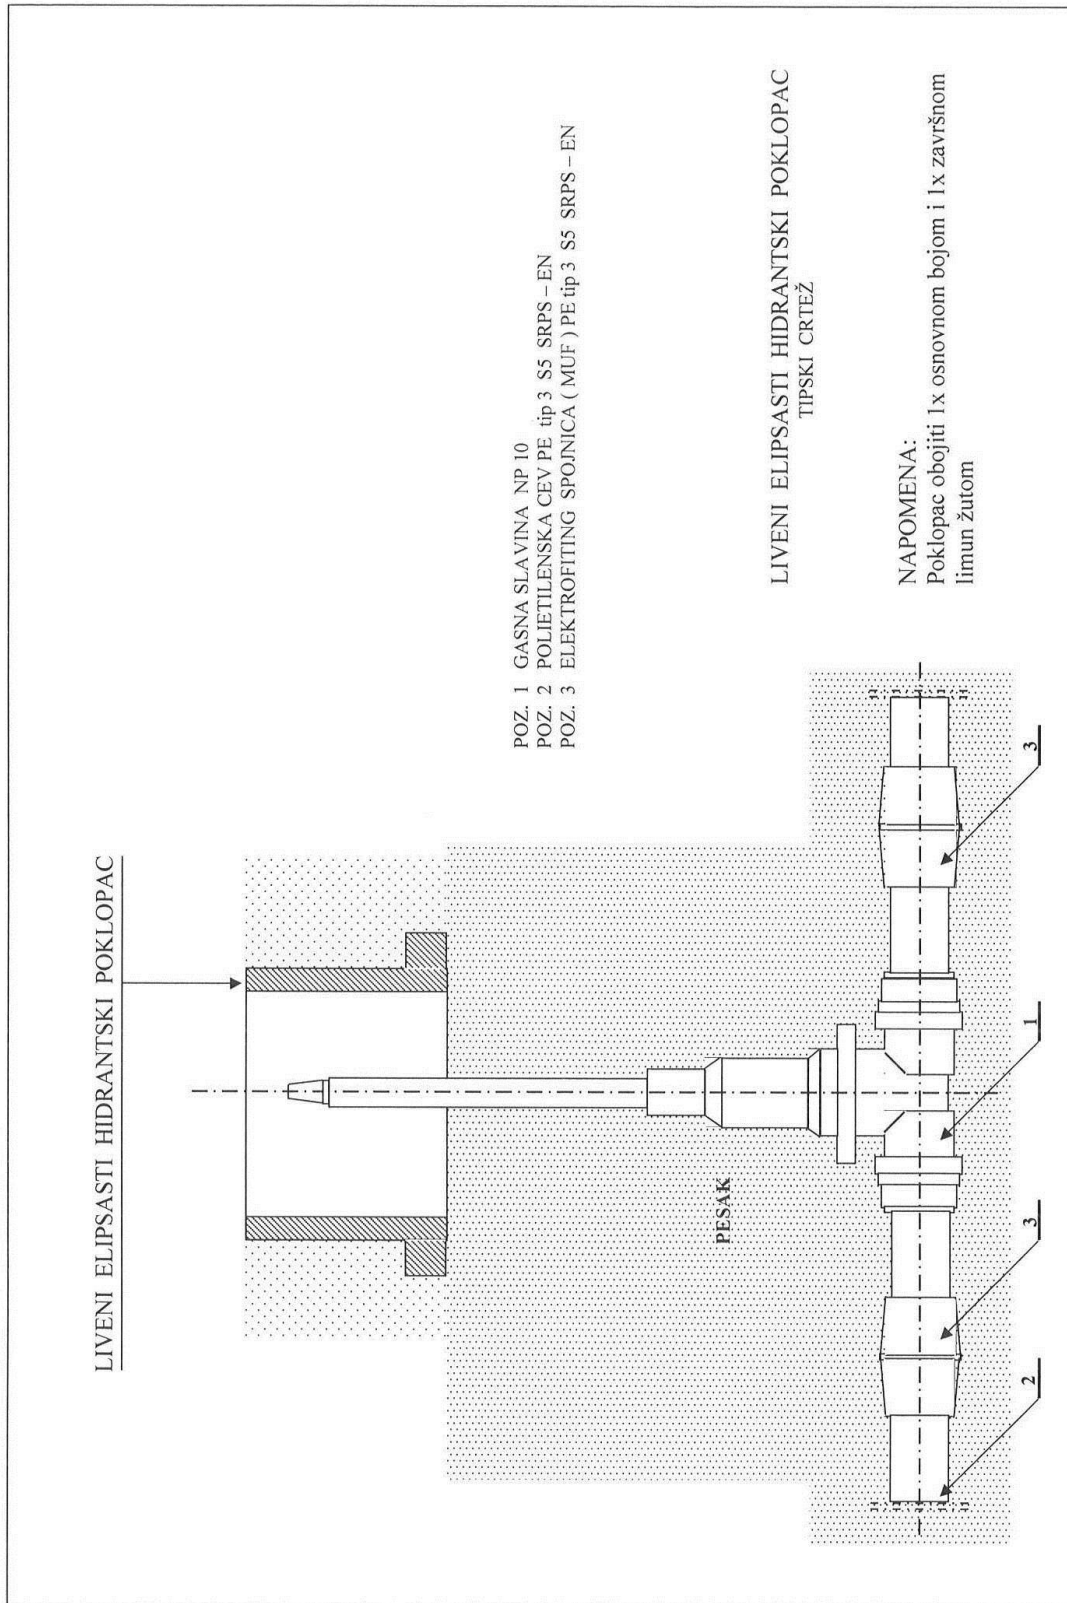 LIVENI ELIPSASTI HIDRANTSKI POKLOPAC
POZ. 1 GASNA SLAVINA NP 10
POZ. 2 POLIETILENSKA CEV PE tip 3 S5 SRPS – EN
POZ. 3 ELEKTROFITING SPOJNICA ( MUF ) PE tip 3 S5 SRPS – EN
PESAK
2
3
1
3
LIVENI ELIPSASTI HIDRANTSKI POKLOPAC
TIPSKI CRTEŽ
NAPOMENA:
Poklopac obojiti 1x osnovnom bojom i 1x završnom
limun žutom